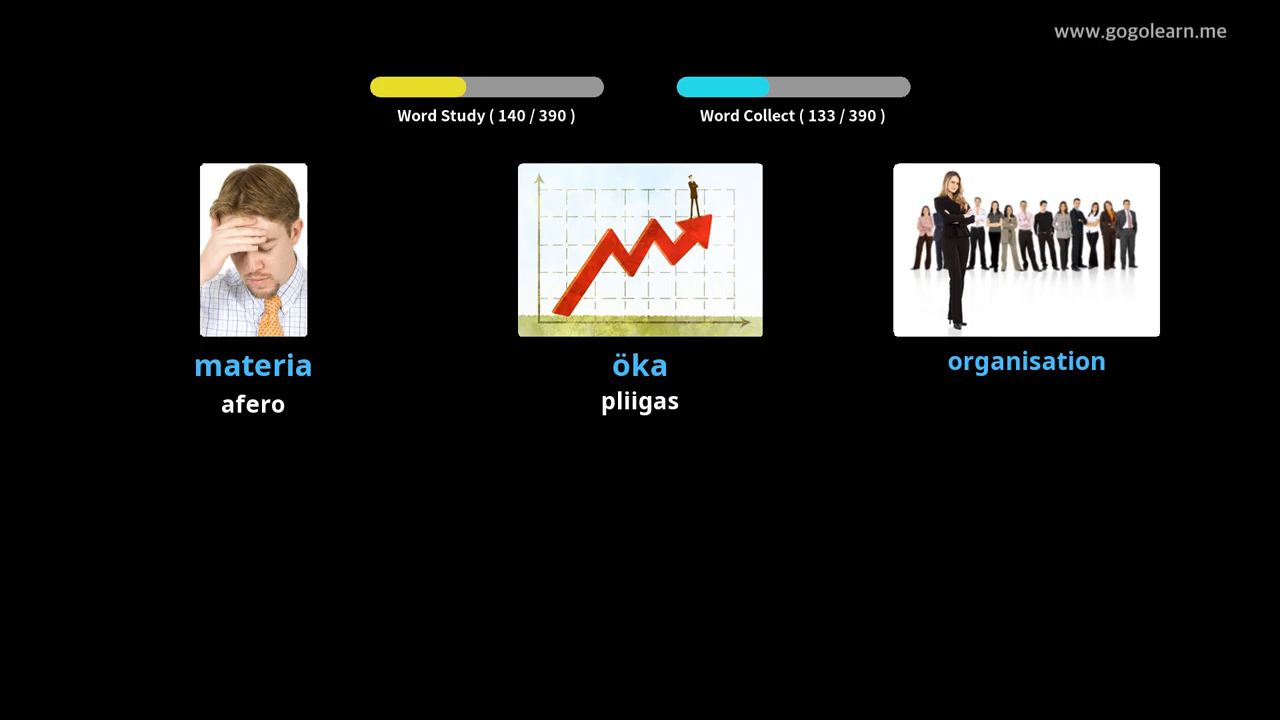 www.gogolearn.me
Word Study ( 140 / 390 )
Word Collect ( 133 / 390 )
materia
afero
öka
pliigas
organisation